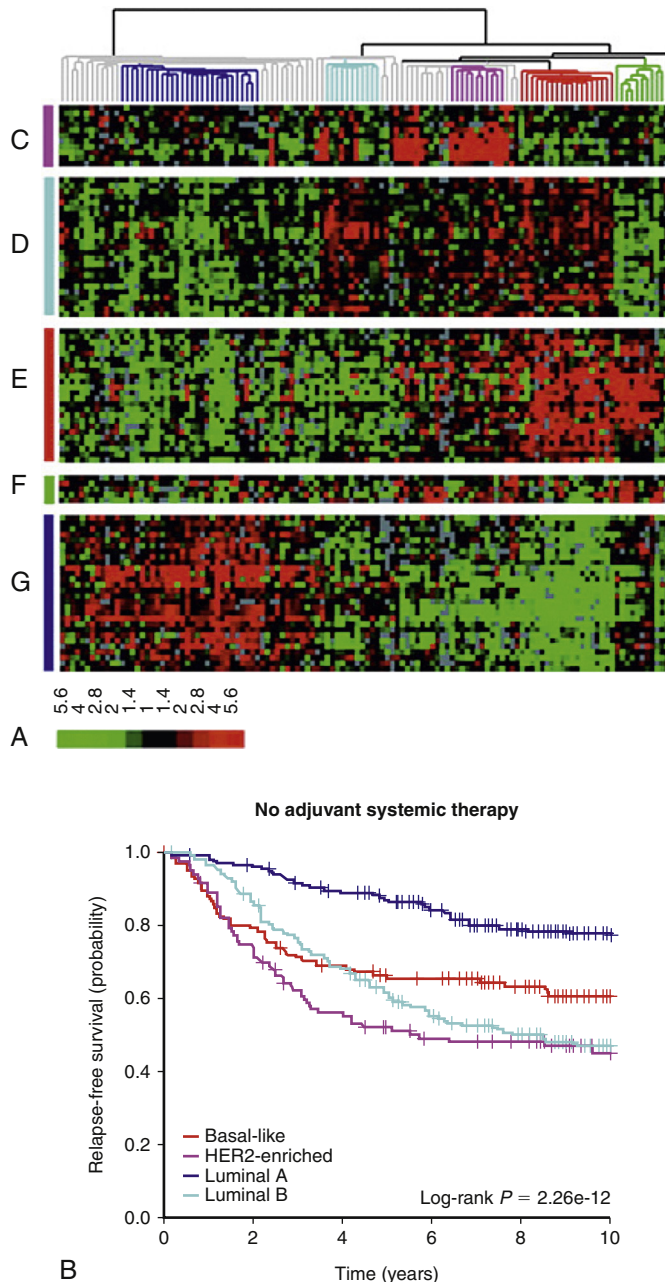 C
D
E
F
G
5.6 4 2.8 2 1.4 1 1.4 2 2.8 4 5.6
A
No adjuvant systemic therapy
Relapse-free survival (probability)
1.0
0.8
0.6
0.4
0.2
0.0
Basal-like
HER2-enriched
Luminal A
Luminal B
Log-rank P = 2.26e-12
0 2 4 6 8 10
Time (years)
B